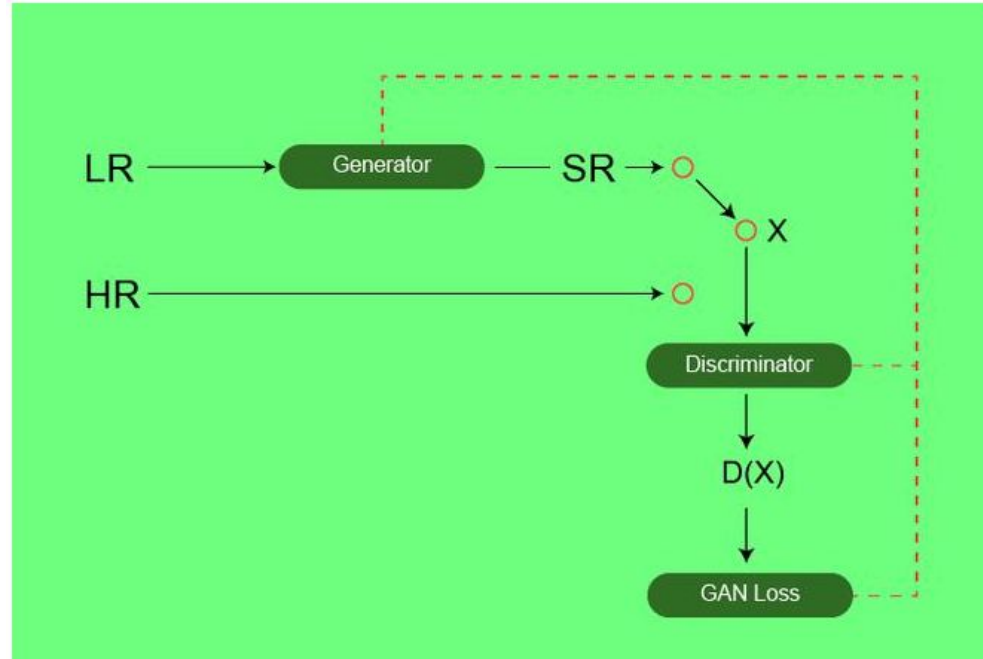 LR
Generator
SR
X
HR
Discriminator
D(X)
GAN Loss